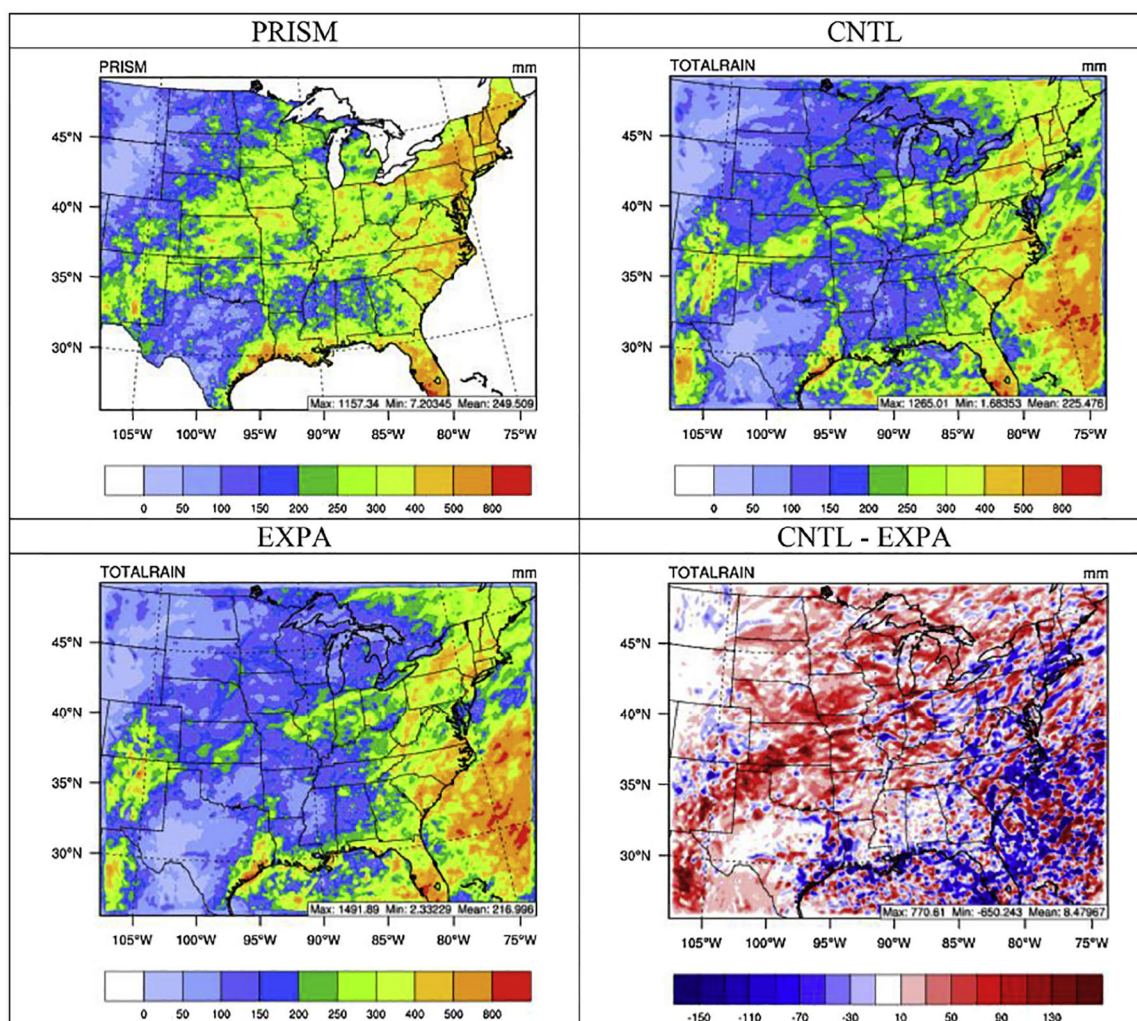 PRISM
CNTL
PRISM mm
TOTALRAIN mm
45°N
40°N
35°N
30°N
Max: 1157.34 Min: 7.20345 Mean: 249.509
105°W 100°W 95°W 90°W 85°W 80°W 75°W
0 50 100 150 200 250 300 400 500 800
45°N
40°N
35°N
30°N
Max: 1265.01 Min: 1.68353 Mean: 225.476
105°W 100°W 95°W 90°W 85°W 80°W 75°W
0 50 100 150 200 250 300 400 500 800
EXPA
CNTL - EXPA
TOTALRAIN mm
TOTALRAIN mm
45°N
40°N
35°N
30°N
Max: 1491.89 Min: 2.33229 Mean: 216.996
105°W 100°W 95°W 90°W 85°W 80°W 75°W
0 50 100 150 200 250 300 400 500 800
45°N
40°N
35°N
30°N
Max: 770.61 Min: -650.243 Mean: 8.47967
105°W 100°W 95°W 90°W 85°W 80°W 75°W
-150 -110 -70 -30 10 50 90 130